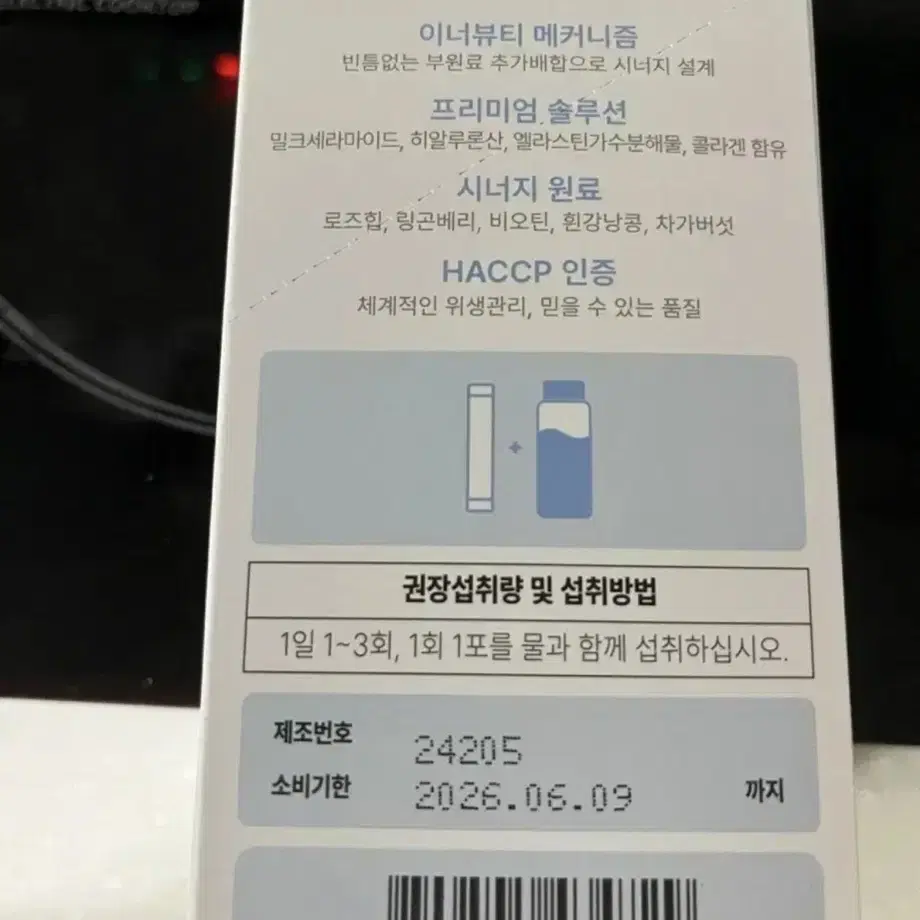 이너뷰티 메커니즘
빈틈없는 부원료 추가배합으로 시너지 설계
프리미엄 솔루션
밀크세라마이드, 히알루론산, 엘라스틴가수분해물, 콜라겐 함유
시너지 원료
로즈힙, 링곤베리, 비오틴, 흰강낭콩, 차가버섯
HACCP 인증
체계적인 위생관리, 믿을 수 있는 품질
권장섭취량 및 섭취방법
1일 1~3회, 1회 1포를 물과 함께 섭취하십시오.
제조번호 24205
소비기한 2026.06.09 까지